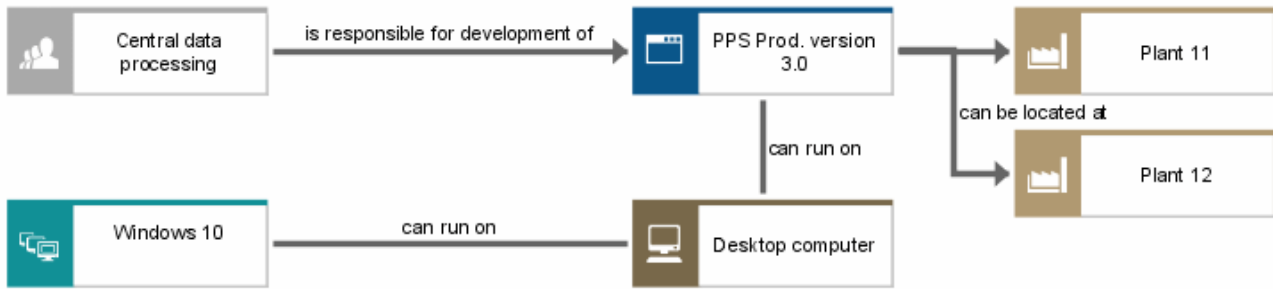 Central data
processing
is responsible for development of
PPS Prod. version
3.0
Plant 11
can be located at
can run on
Plant 12
Windows 10
can run on
Desktop computer